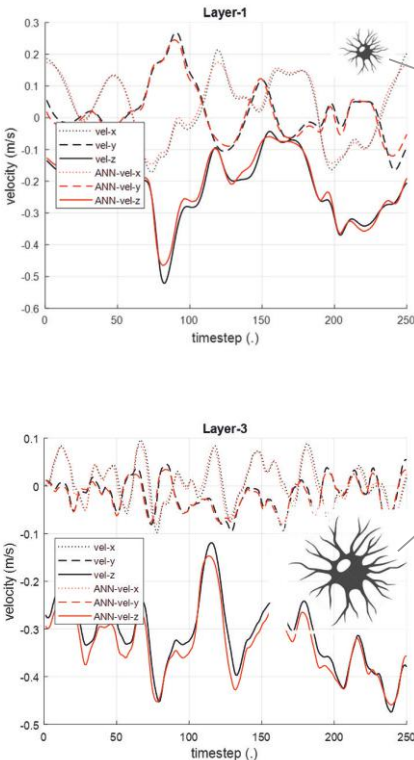 Layer-1
0.3
0.2
0.1
0
-0.1
-0.2
-0.3
-0.4
-0.5
-0.6
velocity (m/s)
vel-x
vel-y
vel-z
ANN-vel-x
ANN-vel-y
ANN-vel-z
0 50 100 150 200 250
timestep (.)
Layer-3
0.1
0
-0.1
-0.2
-0.3
-0.4
-0.5
velocity (m/s)
vel-x
vel-y
vel-z
ANN-vel-x
ANN-vel-y
ANN-vel-z
0 50 100 150 200 250
timestep (.)